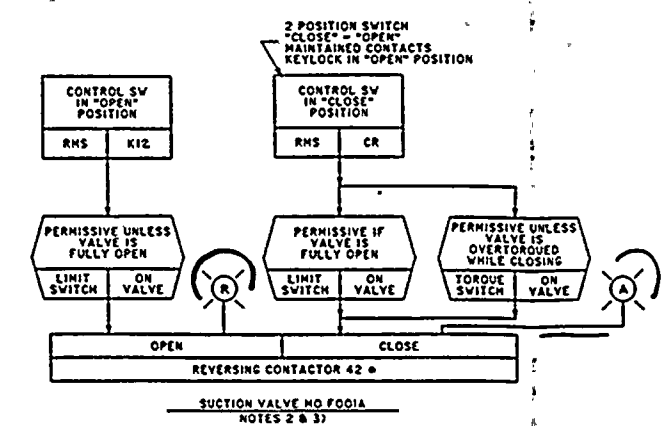 2 POSITION SWITCH
"CLOSE" - "OPEN"
MAINTAINED CONTACTS
KEYLOCK IN "OPEN" POSITION
CONTROL SW
IN "OPEN"
POSITION
RMS K12
CONTROL SW
IN "CLOSE"
POSITION
RMS CR
PERMISSIVE UNLESS
VALVE IS
FULLY OPEN
LIMIT
SWITCH
ON
VALVE
R
PERMISSIVE IF
VALVE IS
FULLY OPEN
LIMIT
SWITCH
ON
VALVE
PERMISSIVE UNLESS
VALVE IS
OVERTORQUED
WHILE CLOSING
TORQUE
SWITCH
ON
VALVE
A
OPEN CLOSE
REVERSING CONTACTOR 42
SUCTION VALVE MO F001A
NOTES 2 & 3)